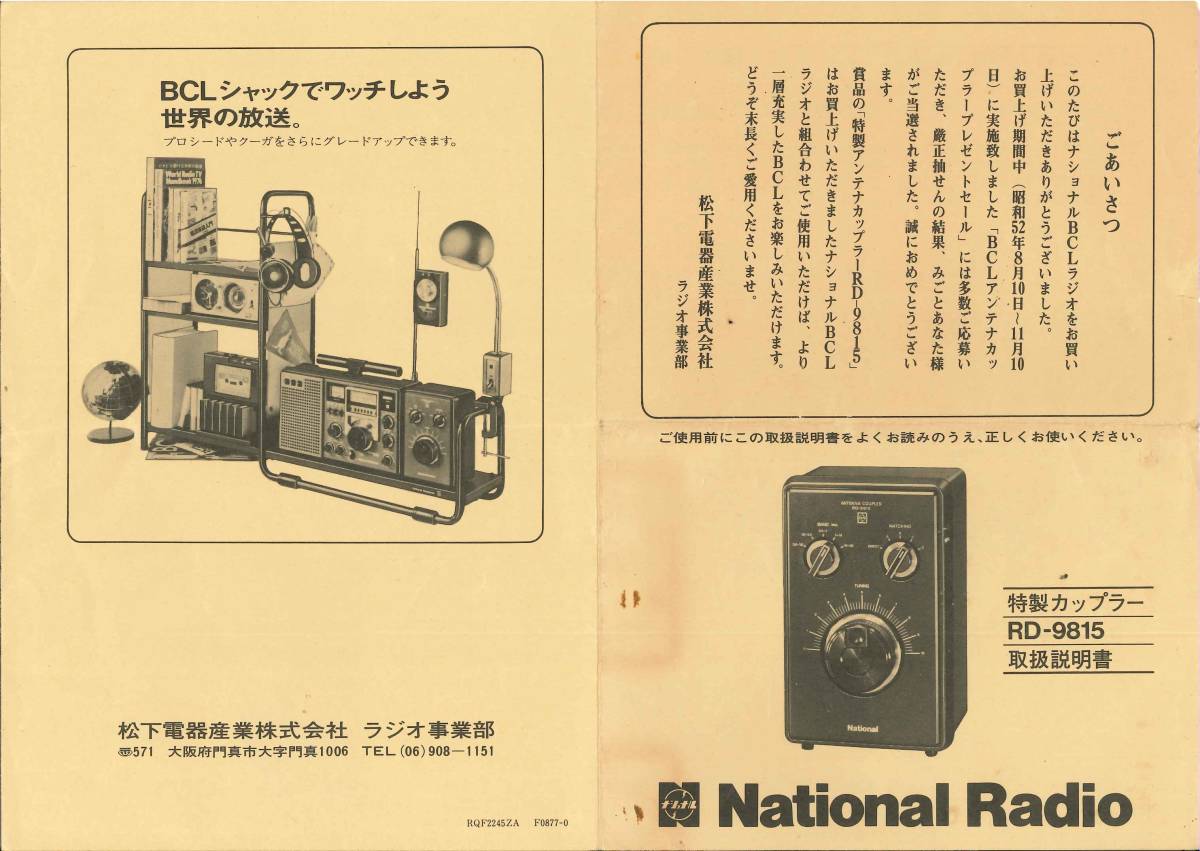 BCLシャックでワッチしよう
世界の放送。
プロシードやクーガをさらにグレードアップできます。
World Radio TV
Handbook 1976
松下電器産業株式会社 ラジオ事業部
〠571 大阪府門真市大字門真1006 TEL(06)908-1151
RQF2245ZA F0877-0
ごあいさつ
このたびはナショナルBCLラジオをお買い
上げいただきありがとうございました。
お買上げ期間中(昭和52年8月10日~11月10
日)に実施致しました「BCLアンテナカッ
プラープレゼントセール」には多数ご応募い
ただき、厳正抽せんの結果、みごとあなた様
がご当選されました。誠におめでとうござい
ます。
賞品の「特製アンテナカップラーRD-9815」
はお買上げいただきましたナショナルBCL
ラジオと組合わせてご使用いただけば、より
一層充実したBCLをお楽しみいただけます。
どうぞ末長くご愛用くださいませ。
松下電器産業株式会社
ラジオ事業部
ご使用前にこの取扱説明書をよくお読みのうえ、正しくお使いください。
ANTENNA COUPLER
RD-9815
MATCHING
TUNING
National
特製カップラー
RD-9815
取扱説明書
ナショナル
National Radio